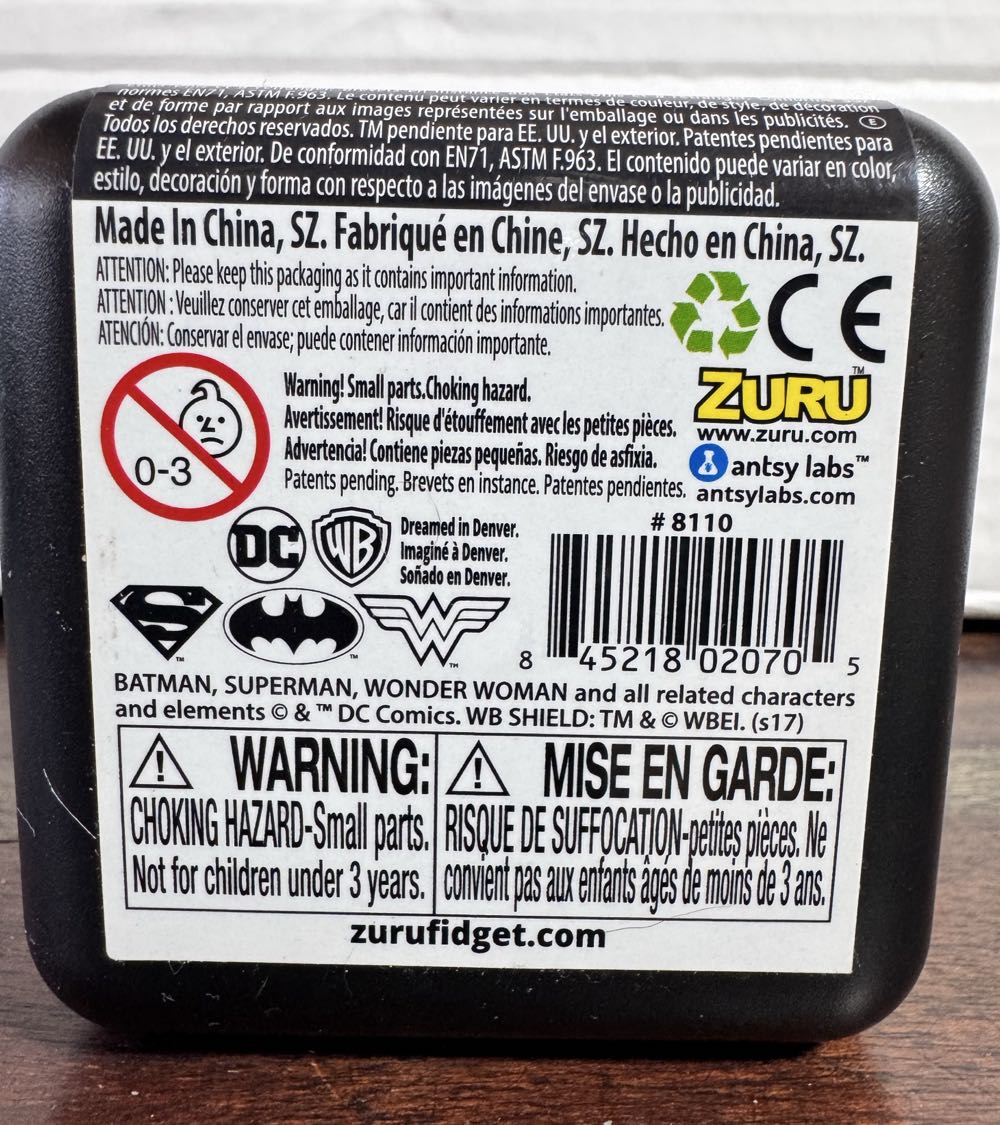 normes EN71, ASTM F.963. Le contenu peut varier en termes de couleur, de style, de décoration
et de forme par rapport aux images représentées sur l'emballage ou dans les publicités. E
Todos los derechos reservados. TM pendiente para EE. UU. y el exterior. Patentes pendientes para
EE. UU. y el exterior. De conformidad con EN71, ASTM F.963. El contenido puede variar en color,
estilo, decoración y forma con respecto a las imágenes del envase o la publicidad.
Made In China, SZ. Fabriqué en Chine, SZ. Hecho en China, SZ.
ATTENTION: Please keep this packaging as it contains important information.
ATTENTION : Veuillez conserver cet emballage, car il contient des informations importantes.
ATENCIÓN: Conservar el envase; puede contener información importante.
CE
0-3
Warning! Small parts.Choking hazard.
Avertissement! Risque d'étouffement avec les petites pièces.
Advertencia! Contiene piezas pequeñas. Riesgo de asfixia.
Patents pending. Brevets en instance. Patentes pendientes.
ZURU™
www.zuru.com
antsy labs™
antsylabs.com
DC
WB
Dreamed in Denver.
Imaginé à Denver.
Soñado en Denver.
S™
™
W™
# 8110
8 45218 02070 5
BATMAN, SUPERMAN, WONDER WOMAN and all related characters
and elements © & ™ DC Comics. WB SHIELD: TM & © WBEI. (s17)
WARNING:
CHOKING HAZARD-Small parts.
Not for children under 3 years.
MISE EN GARDE:
RISQUE DE SUFFOCATION-petites pièces. Ne
convient pas aux enfants âgés de moins de 3 ans.
zurufidget.com